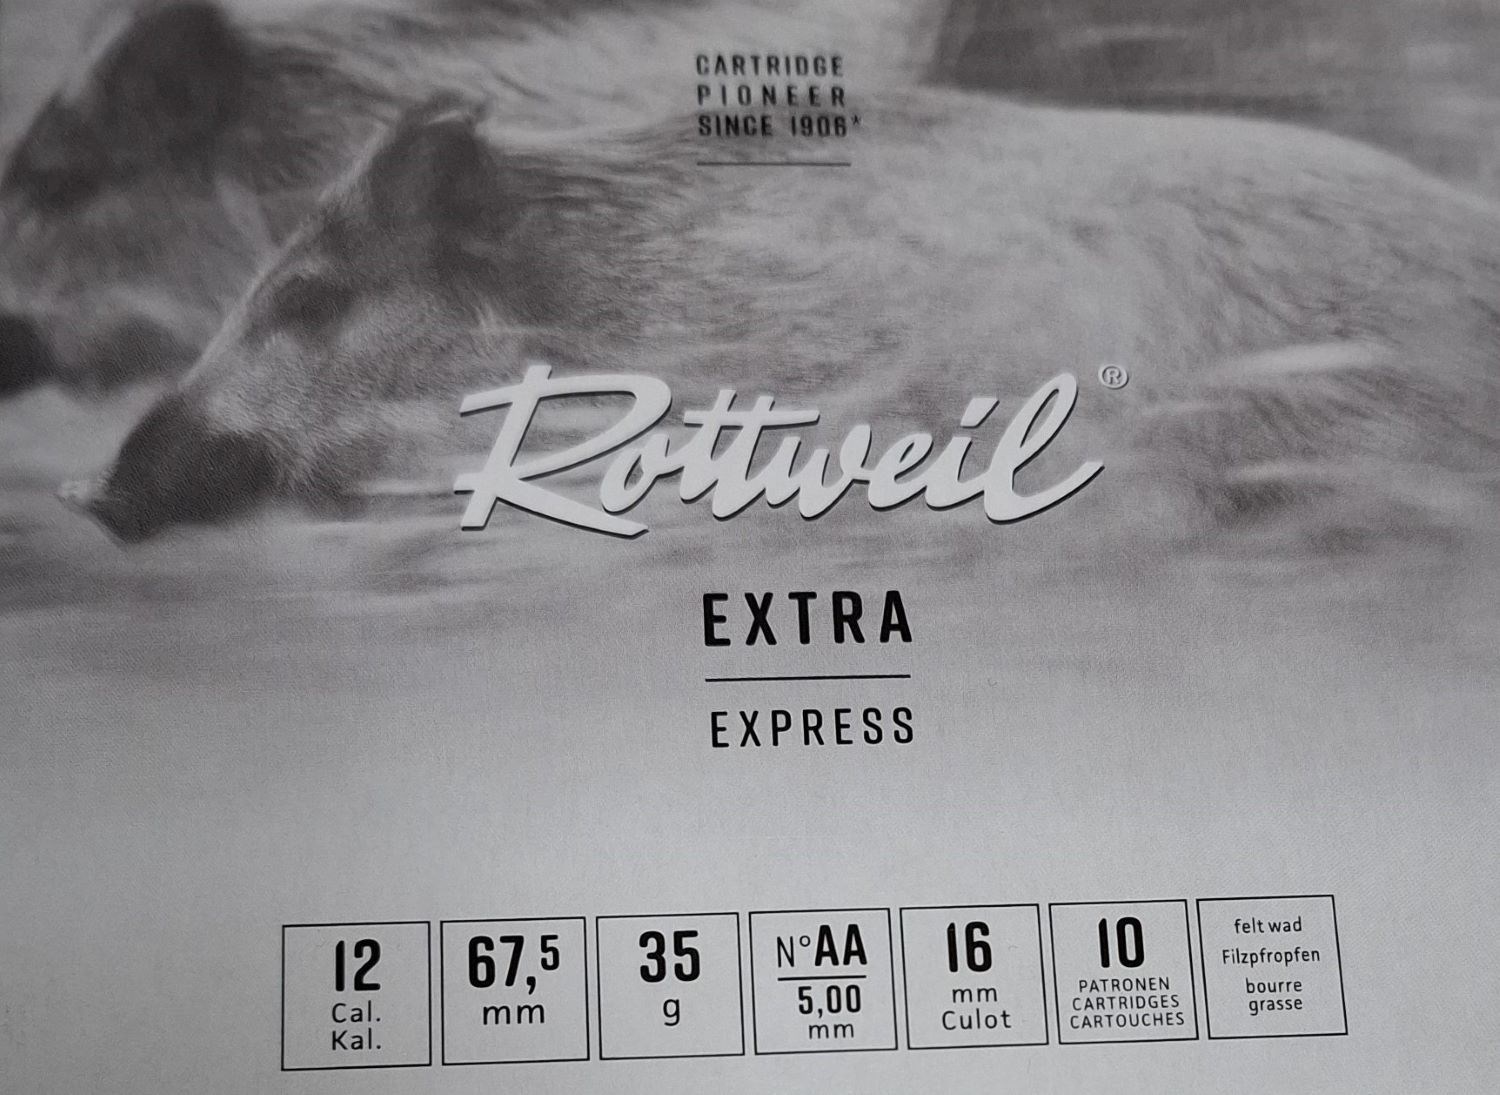 CARTRIDGE
PIONEER
SINCE 1906*
Rottweil®
EXTRA
EXPRESS
12
Cal.
Kal.
67,5
mm
35
g
N°AA
5,00
mm
16
mm
Culot
10
PATRONEN
CARTRIDGES
CARTOUCHES
felt wad
Filzpfropfen
bourre
grasse